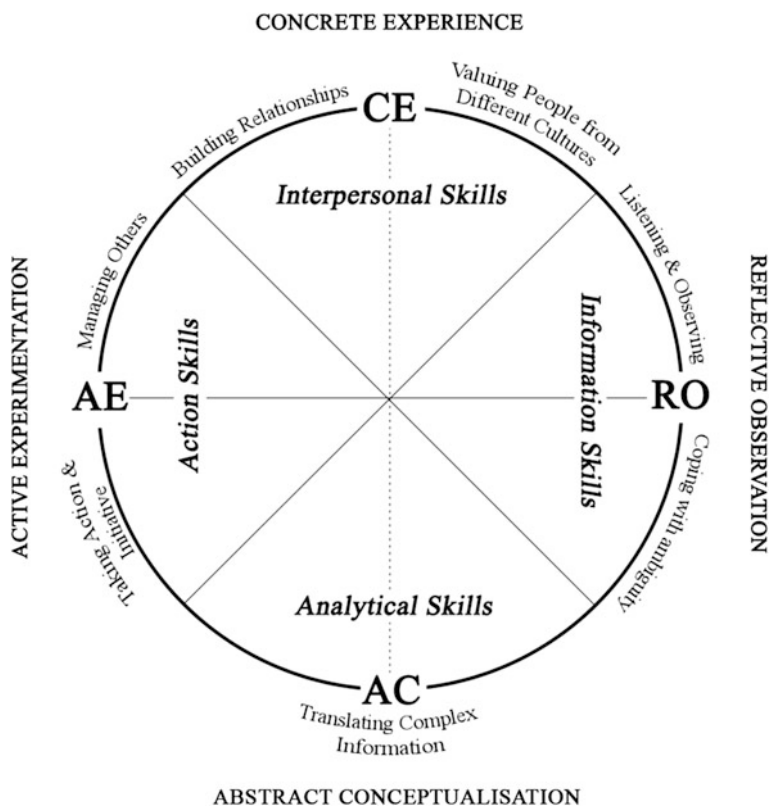 CONCRETE EXPERIENCE
Building Relationships
CE
Valuing People from
Different Cultures
Interpersonal Skills
Managing Others
Listening & Observing
ACTIVE EXPERIMENTATION
AE
Action Skills
Information Skills
RO
REFLECTIVE OBSERVATION
Taking Action &
Initiative
Coping with ambiguity
Analytical Skills
AC
Translating Complex
Information
ABSTRACT CONCEPTUALISATION